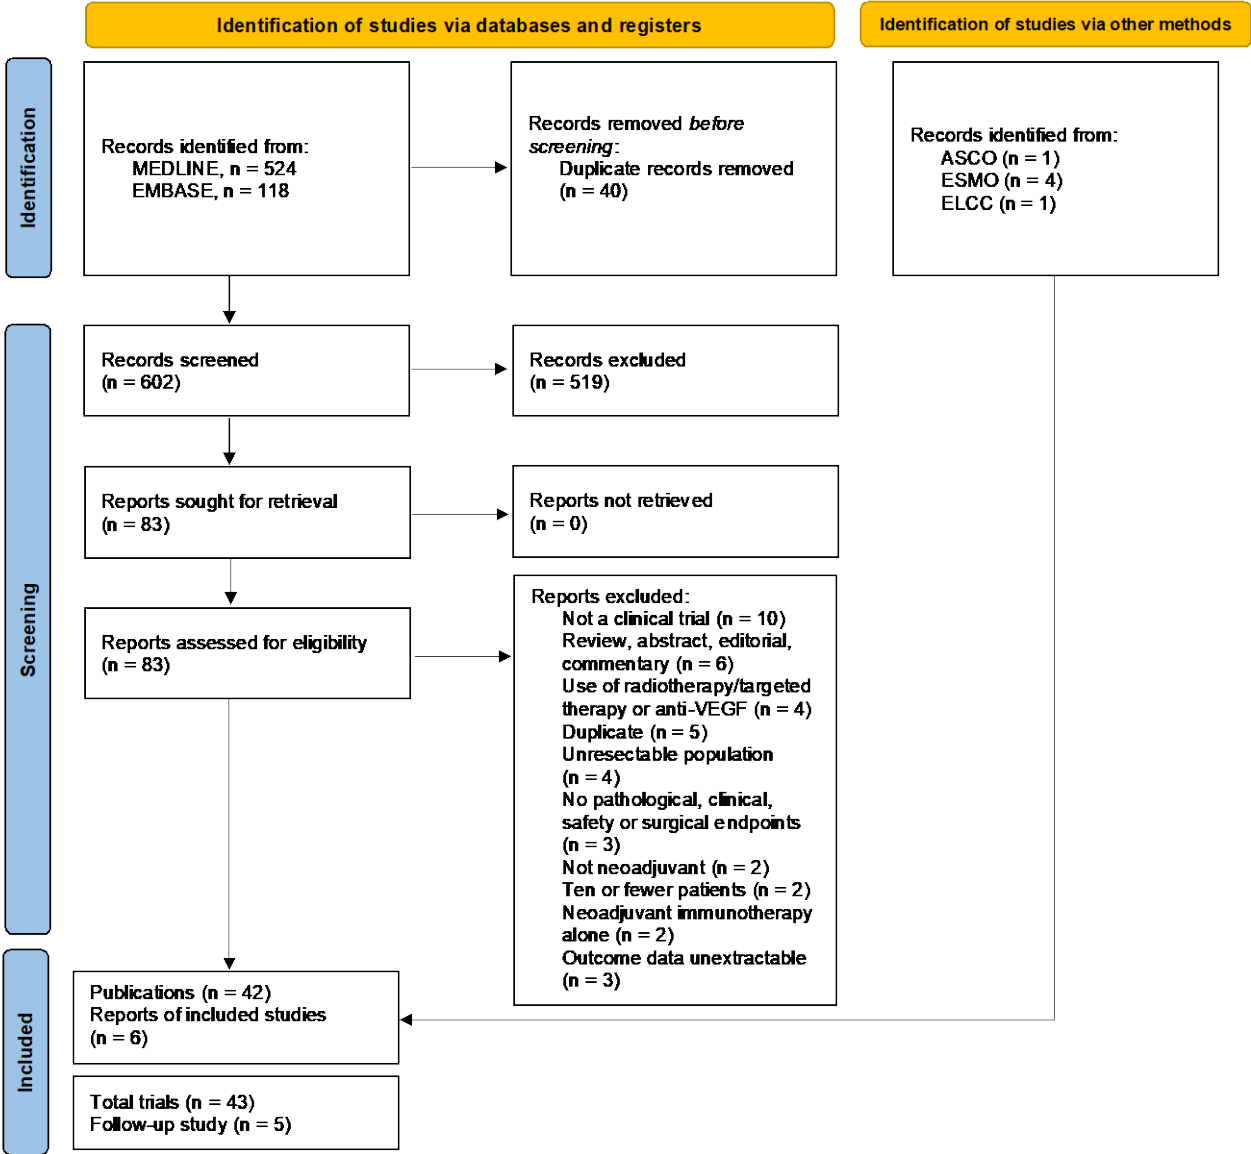 Identification of studies via databases and registers
Identification of studies via other methods
Identification
Records identified from:
MEDLINE, n = 524
EMBASE, n = 118
Records removed before
screening:
Duplicate records removed
(n = 40)
Records identified from:
ASCO (n = 1)
ESMO (n = 4)
ELCC (n = 1)
Screening
Records screened
(n = 602)
Records excluded
(n = 519)
Reports sought for retrieval
(n = 83)
Reports not retrieved
(n = 0)
Reports assessed for eligibility
(n = 83)
Reports excluded:
Not a clinical trial (n = 10)
Review, abstract, editorial,
commentary (n = 6)
Use of radiotherapy/targeted
therapy or anti-VEGF (n = 4)
Duplicate (n = 5)
Unresectable population
(n = 4)
No pathological, clinical,
safety or surgical endpoints
(n = 3)
Not neoadjuvant (n = 2)
Ten or fewer patients (n = 2)
Neoadjuvant immunotherapy
alone (n = 2)
Outcome data unextractable
(n = 3)
Included
Publications (n = 42)
Reports of included studies
(n = 6)
Total trials (n = 43)
Follow-up study (n = 5)